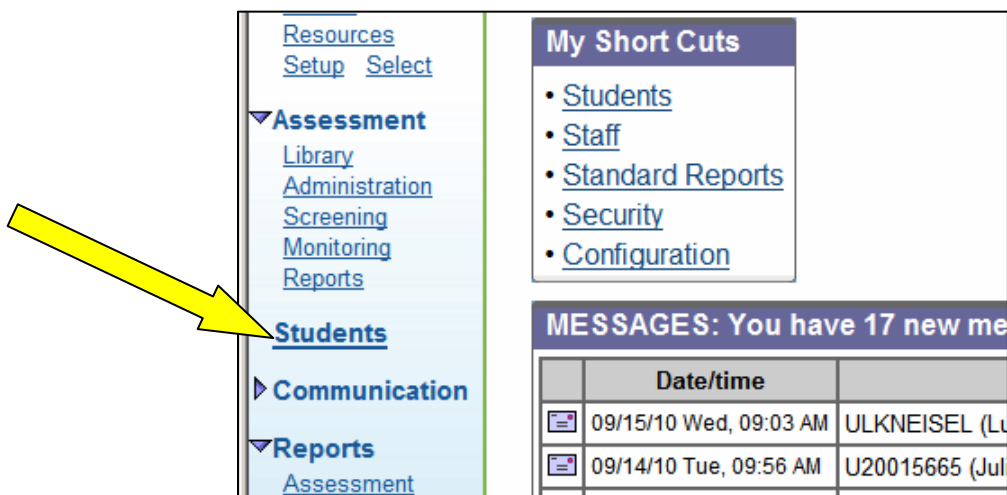 Resources
Setup Select
Assessment
Library
Administration
Screening
Monitoring
Reports
Students
Communication
Reports
Assessment
My Short Cuts
• Students
• Staff
• Standard Reports
• Security
• Configuration
MESSAGES: You have 17 new me
Date/time
09/15/10 Wed, 09:03 AM ULKNEISEL (Lu
09/14/10 Tue, 09:56 AM U20015665 (Juli